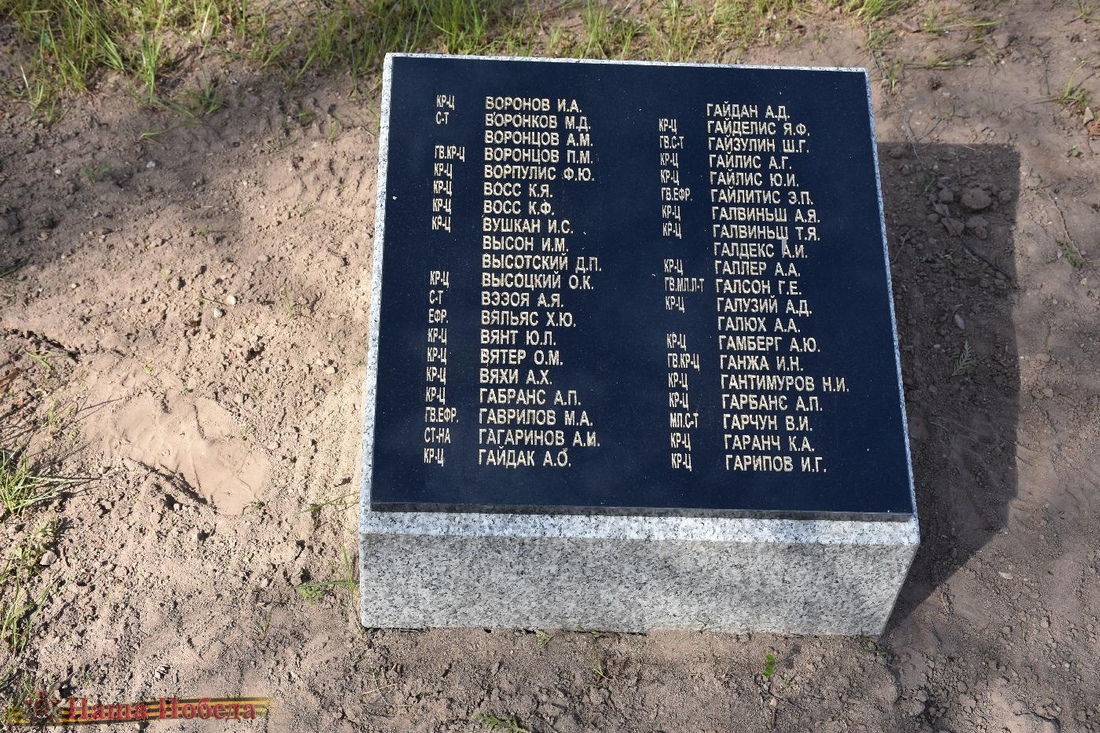 КР-Ц ВОРОНОВ И.А.
С-Т ВОРОНКОВ М.Д.
ВОРОНЦОВ А.М.
ГВ.КР-Ц ВОРОНЦОВ П.М.
КР-Ц ВОРПУЛИС Ф.Ю.
КР-Ц ВОСС К.Я.
КР-Ц ВОСС К.Ф.
КР-Ц ВУШКАН И.С.
ВЫСОН И.М.
ВЫСОТСКИЙ Д.П.
КР-Ц ВЫСОЦКИЙ О.К.
С-Т ВЭЗОЯ А.Я.
ЕФР. ВЯЛЬЯС Х.Ю.
КР-Ц ВЯНТ Ю.Л.
КР-Ц ВЯТЕР О.М.
КР-Ц ВЯХИ А.Х.
КР-Ц ГАБРАНС А.П.
ГВ.ЕФР. ГАВРИЛОВ М.А.
СТ-НА ГАГАРИНОВ А.И.
КР-Ц ГАЙДАК А.О.
ГАЙДАН А.Д.
КР-Ц ГАЙДЕЛИС Я.Ф.
ГВ.С-Т ГАЙЗУЛИН Ш.Г.
КР-Ц ГАЙЛИС А.Г.
КР-Ц ГАЙЛИС Ю.И.
ГВ.ЕФР. ГАЙЛИТИС Э.П.
КР-Ц ГАЛВИНЬШ А.Я.
КР-Ц ГАЛВИНЬШ Т.Я.
ГАЛДЕКС А.И.
КР-Ц ГАЛЛЕР А.А.
ГВ.МЛ.Л-Т ГАЛСОН Г.Е.
КР-Ц ГАЛУЗИЙ А.Д.
ГАЛЮХ А.А.
КР-Ц ГАМБЕРГ А.Ю.
ГВ.КР-Ц ГАНЖА И.Н.
КР-Ц ГАНТИМУРОВ Н.И.
КР-Ц ГАРБАНС А.П.
МЛ.С-Т ГАРЧУН В.И.
КР-Ц ГАРАНЧ К.А.
КР-Ц ГАРИПОВ И.Г.
Наша Победа